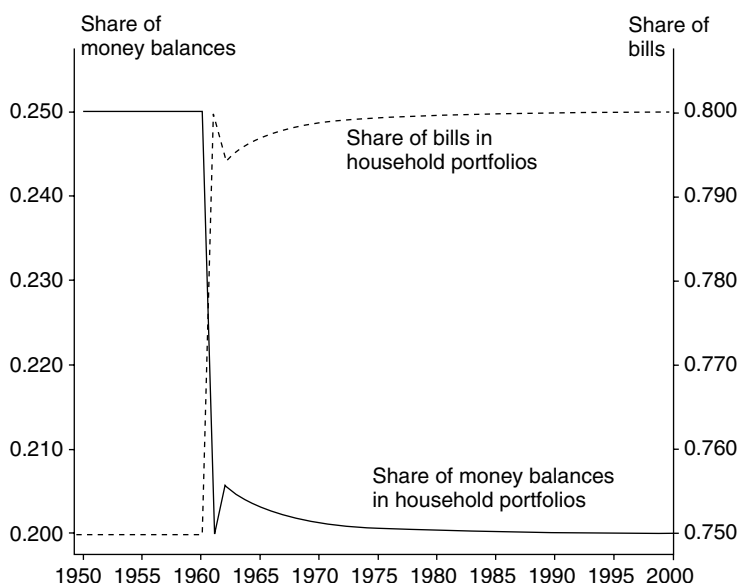 Share of
money balances
Share of
bills
0.250
0.240
0.230
0.220
0.210
0.200
0.800
0.790
0.780
0.770
0.760
0.750
Share of bills in
household portfolios
Share of money balances
in household portfolios
1950 1955 1960 1965 1970 1975 1980 1985 1990 1995 2000